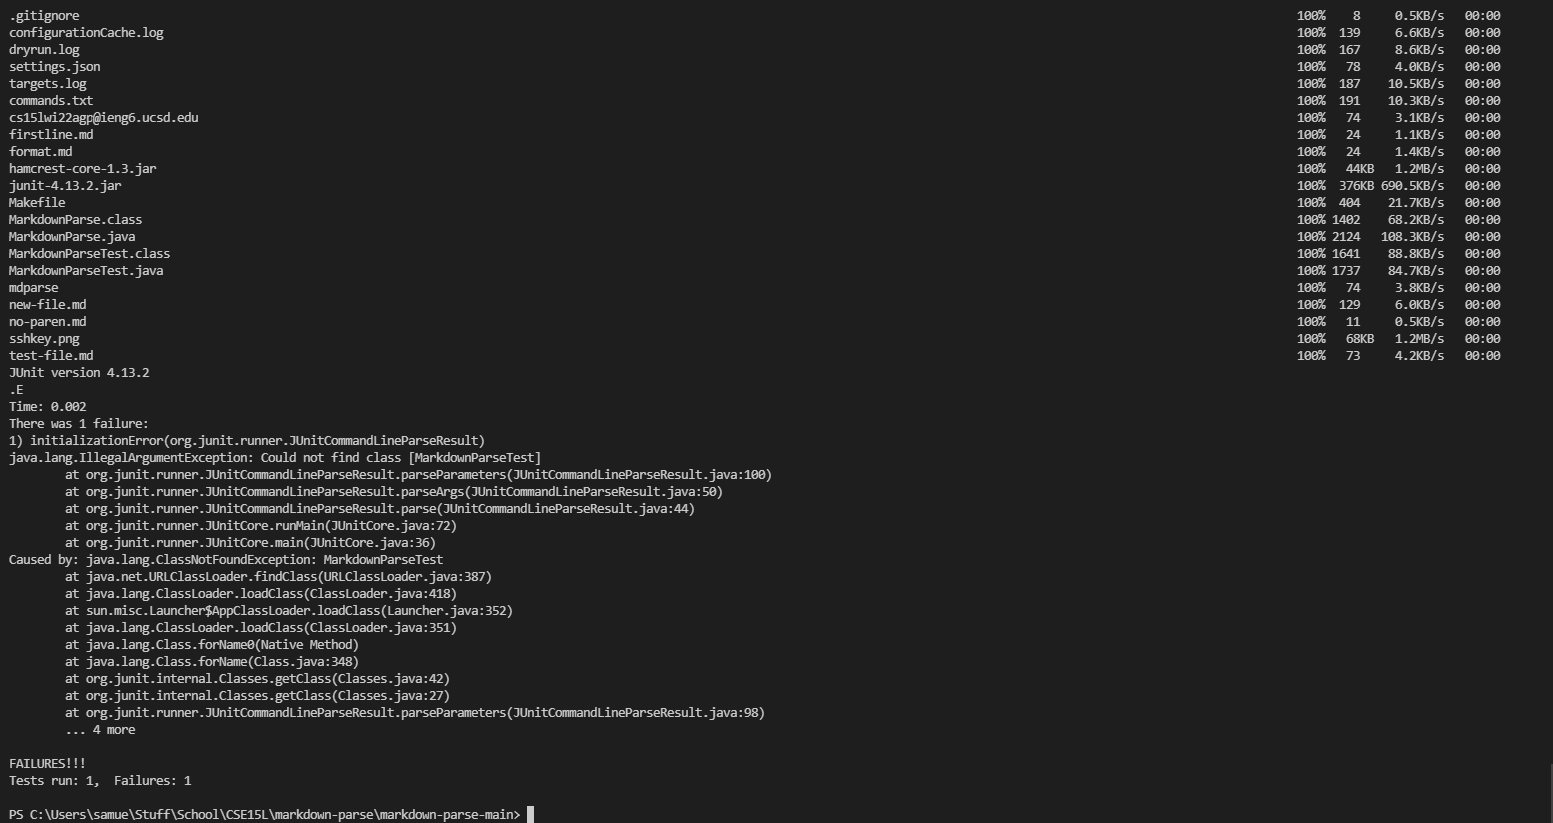 .gitignore 100% 8 0.5KB/s 00:00
configurationCache.log 100% 139 6.6KB/s 00:00
dryrun.log 100% 167 8.6KB/s 00:00
settings.json 100% 78 4.0KB/s 00:00
targets.log 100% 187 10.5KB/s 00:00
commands.txt 100% 191 10.3KB/s 00:00
cs15lwi22agp@ieng6.ucsd.edu 100% 74 3.1KB/s 00:00
firstline.md 100% 24 1.1KB/s 00:00
format.md 100% 24 1.4KB/s 00:00
hamcrest-core-1.3.jar 100% 44KB 1.2MB/s 00:00
junit-4.13.2.jar 100% 376KB 690.5KB/s 00:00
Makefile 100% 404 21.7KB/s 00:00
MarkdownParse.class 100% 1402 68.2KB/s 00:00
MarkdownParse.java 100% 2124 108.3KB/s 00:00
MarkdownParseTest.class 100% 1641 88.8KB/s 00:00
MarkdownParseTest.java 100% 1737 84.7KB/s 00:00
mdparse 100% 74 3.8KB/s 00:00
new-file.md 100% 129 6.0KB/s 00:00
no-paren.md 100% 11 0.5KB/s 00:00
sshkey.png 100% 68KB 1.2MB/s 00:00
test-file.md 100% 73 4.2KB/s 00:00
JUnit version 4.13.2
.E
Time: 0.002
There was 1 failure:
1) initializationError(org.junit.runner.JUnitCommandLineParseResult)
java.lang.IllegalArgumentException: Could not find class [MarkdownParseTest]
at org.junit.runner.JUnitCommandLineParseResult.parseParameters(JUnitCommandLineParseResult.java:100)
at org.junit.runner.JUnitCommandLineParseResult.parseArgs(JUnitCommandLineParseResult.java:50)
at org.junit.runner.JUnitCommandLineParseResult.parse(JUnitCommandLineParseResult.java:44)
at org.junit.runner.JUnitCore.runMain(JUnitCore.java:72)
at org.junit.runner.JUnitCore.main(JUnitCore.java:36)
Caused by: java.lang.ClassNotFoundException: MarkdownParseTest
at java.net.URLClassLoader.findClass(URLClassLoader.java:387)
at java.lang.ClassLoader.loadClass(ClassLoader.java:418)
at sun.misc.Launcher$AppClassLoader.loadClass(Launcher.java:352)
at java.lang.ClassLoader.loadClass(ClassLoader.java:351)
at java.lang.Class.forName0(Native Method)
at java.lang.Class.forName(Class.java:348)
at org.junit.internal.Classes.getClass(Classes.java:42)
at org.junit.internal.Classes.getClass(Classes.java:27)
at org.junit.runner.JUnitCommandLineParseResult.parseParameters(JUnitCommandLineParseResult.java:98)
... 4 more
FAILURES!!!
Tests run: 1,  Failures: 1
PS C:\Users\samue\Stuff\School\CSE15L\markdown-parse\markdown-parse-main>